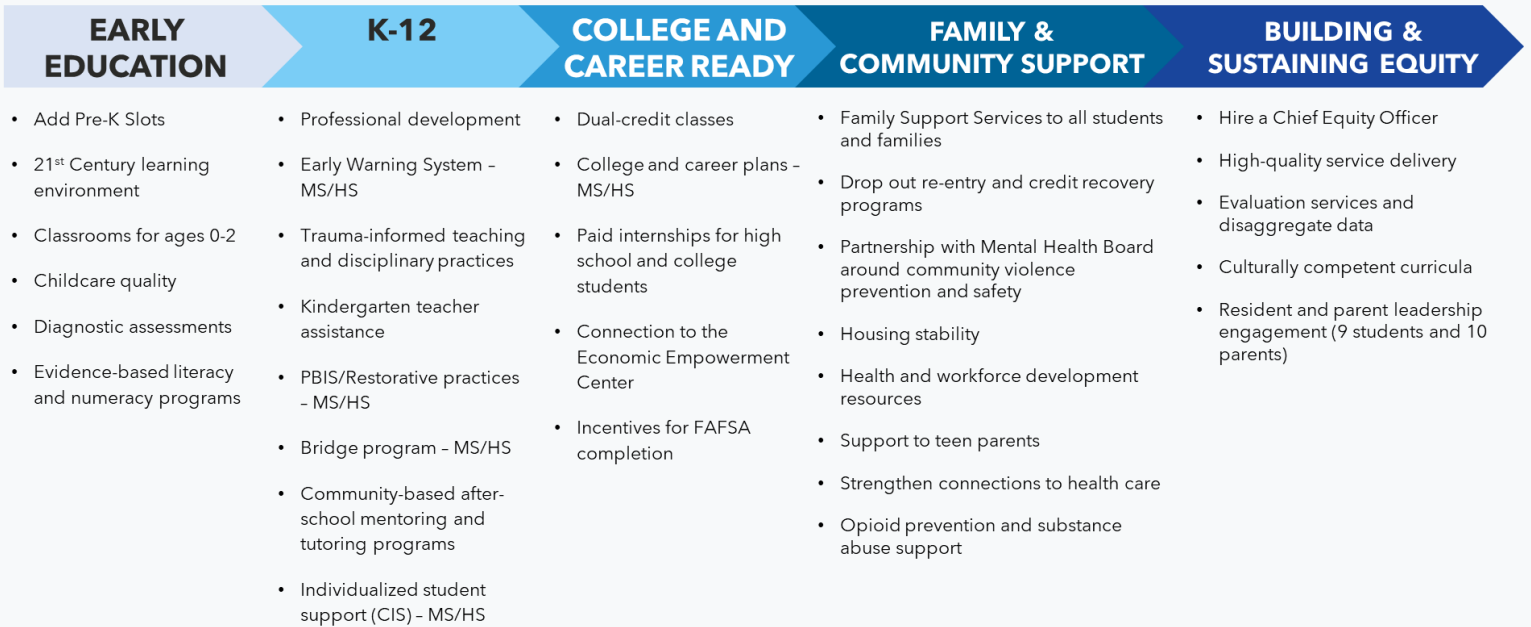 EARLY
EDUCATION
• Add Pre-K Slots
• 21st Century learning
environment
• Classrooms for ages 0-2
• Childcare quality
• Diagnostic assessments
• Evidence-based literacy
and numeracy programs
K-12
• Professional development
• Early Warning System –
MS/HS
• Trauma-informed teaching
and disciplinary practices
• Kindergarten teacher
assistance
• PBIS/Restorative practices
– MS/HS
• Bridge program – MS/HS
• Community-based after-
school mentoring and
tutoring programs
• Individualized student
support (CIS) – MS/HS
COLLEGE AND
CAREER READY
• Dual-credit classes
• College and career plans –
MS/HS
• Paid internships for high
school and college
students
• Connection to the
Economic Empowerment
Center
• Incentives for FAFSA
completion
FAMILY &
COMMUNITY SUPPORT
• Family Support Services to all students
and families
• Drop out re-entry and credit recovery
programs
• Partnership with Mental Health Board
around community violence
prevention and safety
• Housing stability
• Health and workforce development
resources
• Support to teen parents
• Strengthen connections to health care
• Opioid prevention and substance
abuse support
BUILDING &
SUSTAINING EQUITY
• Hire a Chief Equity Officer
• High-quality service delivery
• Evaluation services and
disaggregate data
• Culturally competent curricula
• Resident and parent leadership
engagement (9 students and 10
parents)